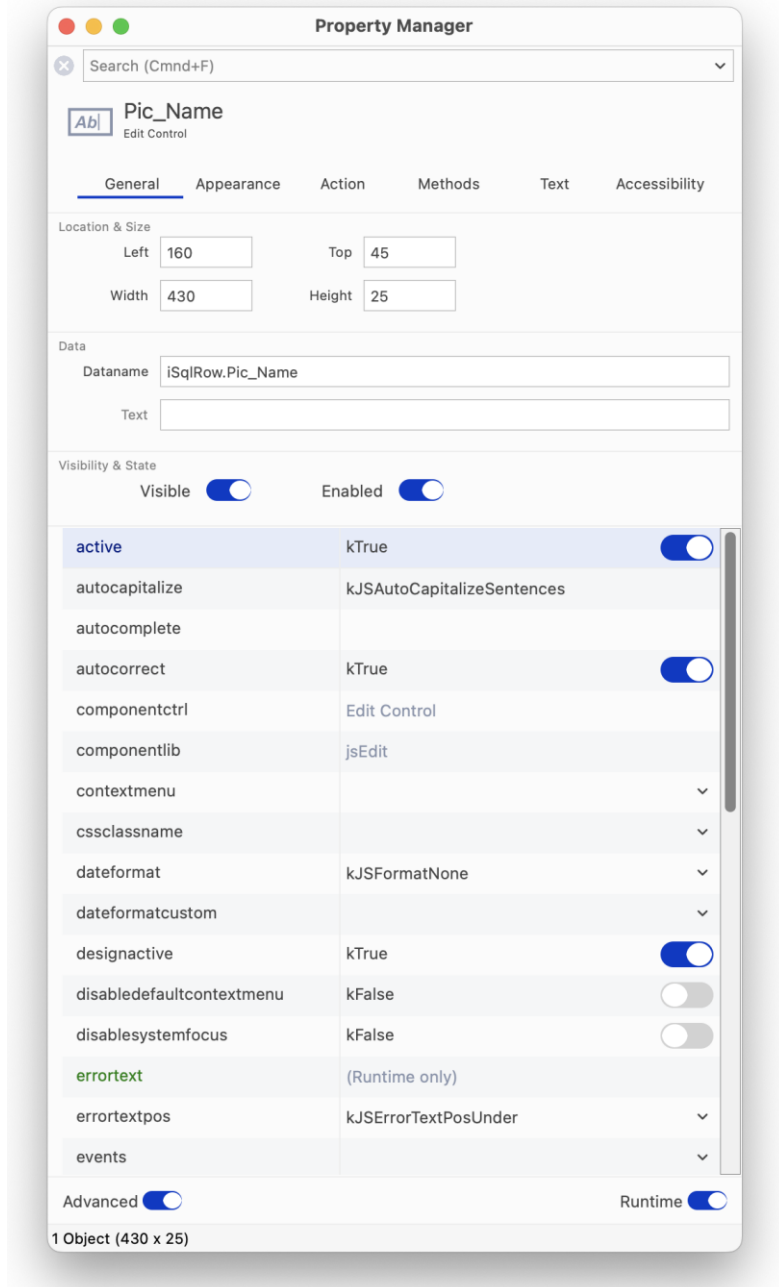 Property Manager
Search (Cmnd+F)
Ab
Pic_Name
Edit Control
General Appearance Action Methods Text Accessibility
Location & Size
Left 160 Top 45
Width 430 Height 25
Data
Dataname iSqlRow.Pic_Name
Text
Visibility & State
Visible Enabled
active kTrue
autocapitalize kJSAutoCapitalizeSentences
autocomplete
autocorrect kTrue
componentctrl Edit Control
componentlib jsEdit
contextmenu
cssclassname
dateformat kJSFormatNone
dateformatcustom
designactive kTrue
disabledefaultcontextmenu kFalse
disablesystemfocus kFalse
errortext (Runtime only)
errortextpos kJSErrorTextPosUnder
events
Advanced Runtime
1 Object (430 x 25)